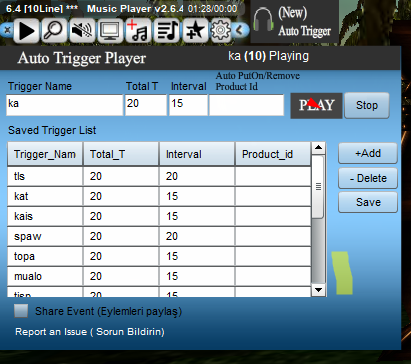 6.4 [10Line] ** Music Player v2.6.4 01:28/00:00
(New)
Auto Trigger
Auto Trigger Player
ka (10) Playing
Auto PutOn/Remove
Trigger Name Total T Interval Product Id
ka 20 15
PLAY
Stop
Saved Trigger List
Trigger_Nam Total_T Interval Product_id
tls 20 20
kat 20 15
kais 20 15
spaw 20 20
topa 20 15
mualo 20 15
tisp 20 15
+Add
- Delete
Save
Share Event (Eylemleri paylaş)
Report an Issue ( Sorun Bildirin)